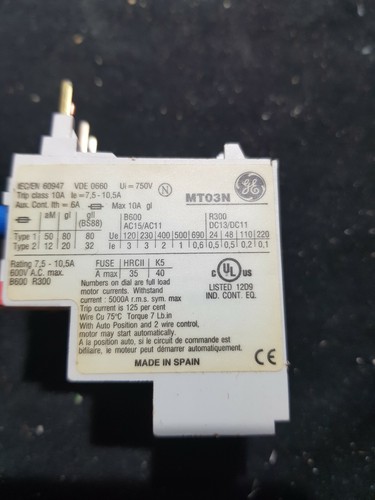 IEC/EN 60947 VDE 0660 Ui = 750V N
Trip class 10A Ie = 7,5 - 10,5A
MT03N GE
Aux. Cont. Ith = 6A Max 10A gl
aM gl gll (BS88)
Type 1 50 80 80
Type 2 12 20 32
B600 AC15/AC11 R300 DC13/DC11
Ue 120 230 400 500 690 24 48 110 220
Ie 3 3 2 1 0,6 0,5 0,5 0,2 0,1
Rating 7,5 - 10,5A
600V A.C. max.
B600 R300
FUSE HRCII K5
A max 35 40
Numbers on dial are full load
motor currents. Withstand
current : 5000A r.m.s. sym. max
Trip current is 125 per cent
Wire Cu 75°C Torque 7 Lb.in
With Auto Position and 2 wire control,
motor may start automatically.
A la position auto, si le circuit de commande est
bifilaire, le moteur peut démarrer automatiquement.
C UL US
LISTED 12D9
IND. CONT. EQ.
MADE IN SPAIN CE